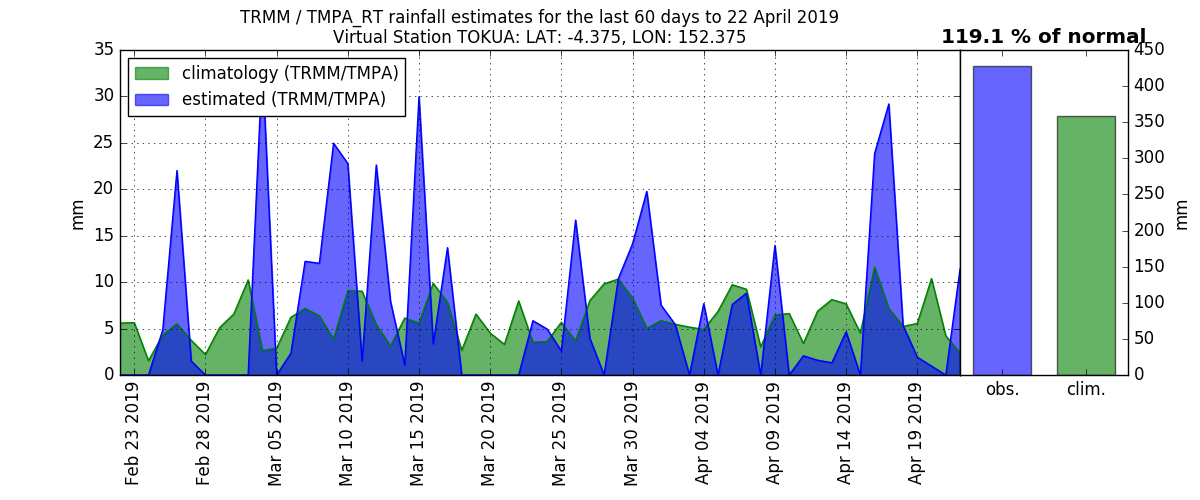 TRMM / TMPA_RT rainfall estimates for the last 60 days to 22 April 2019
Virtual Station TOKUA: LAT: -4.375, LON: 152.375
119.1 % of normal
climatology (TRMM/TMPA)
estimated (TRMM/TMPA)
35
30
25
20
15
10
5
0
mm
Feb 23 2019
Feb 28 2019
Mar 05 2019
Mar 10 2019
Mar 15 2019
Mar 20 2019
Mar 25 2019
Mar 30 2019
Apr 04 2019
Apr 09 2019
Apr 14 2019
Apr 19 2019
450
400
350
300
250
200
150
100
50
0
mm
obs.
clim.